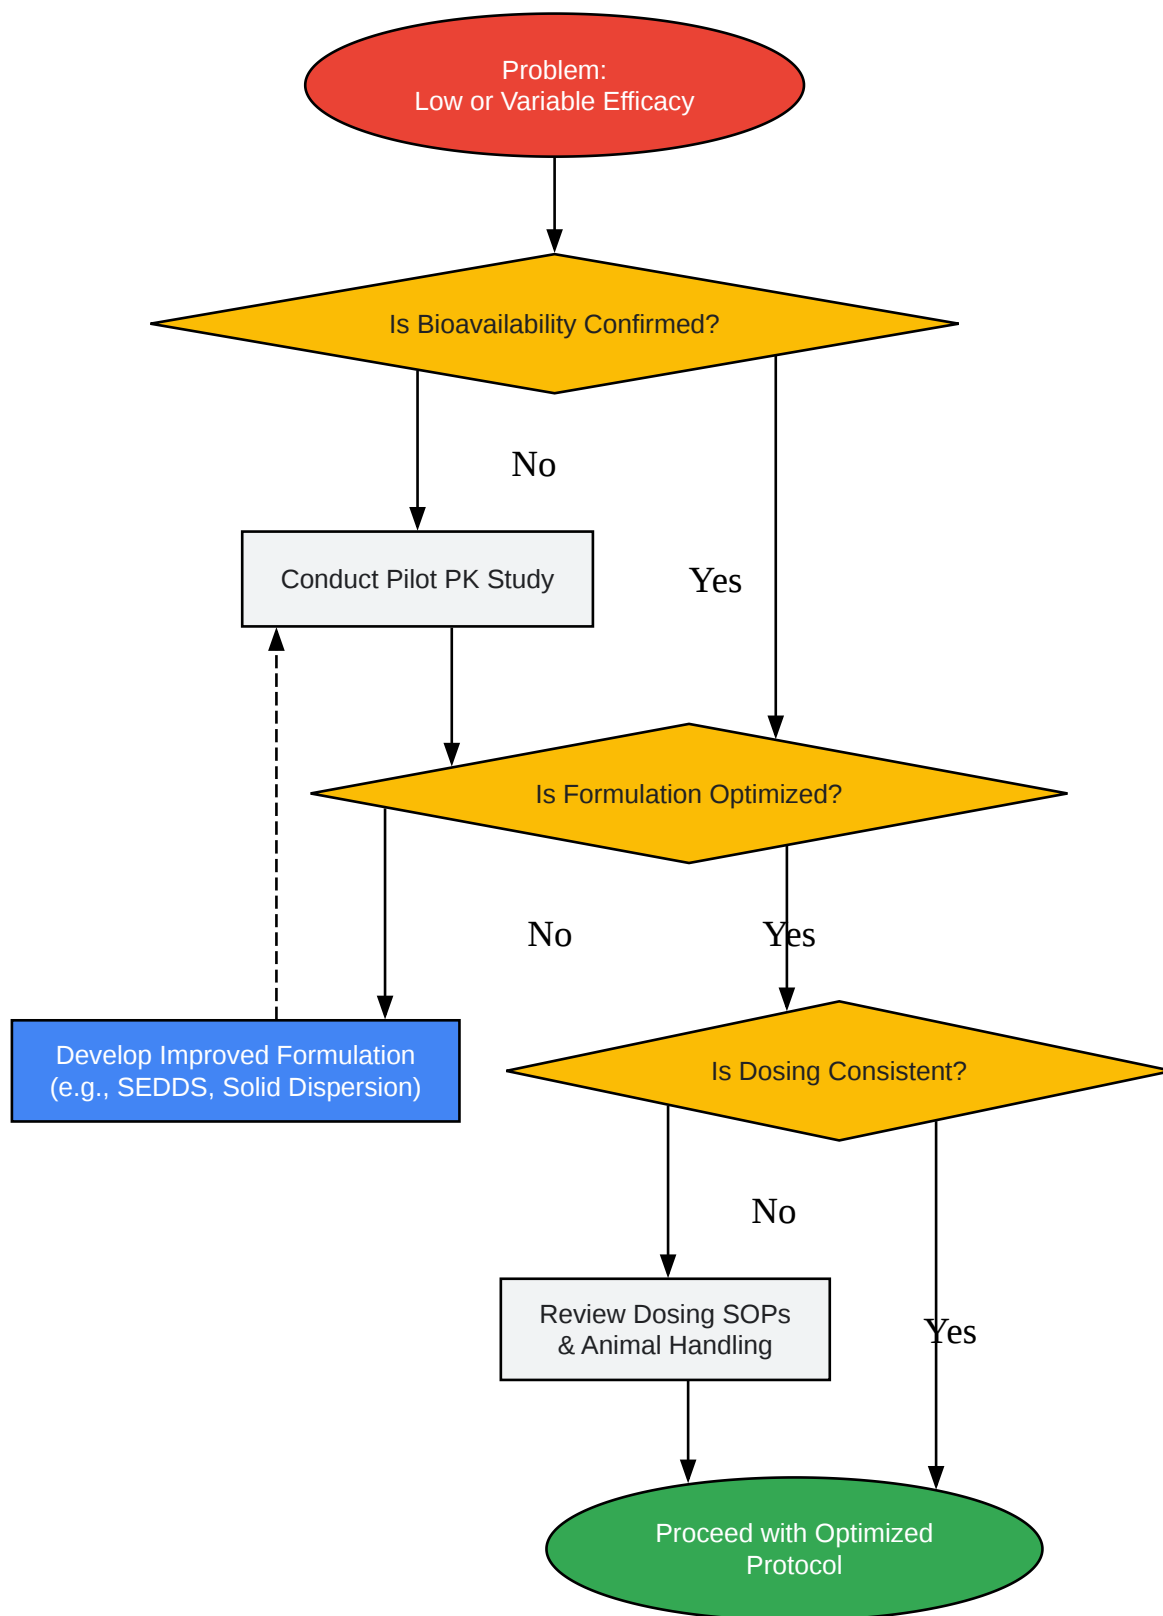 Problem:
Low or Variable Efficacy
Is Bioavailability Confirmed?
No
Conduct Pilot PK Study
Yes
Is Formulation Optimized?
No
Yes
Develop Improved Formulation
(e.g., SEDDS, Solid Dispersion)
Is Dosing Consistent?
No
Review Dosing SOPs
& Animal Handling
Yes
Proceed with Optimized
Protocol